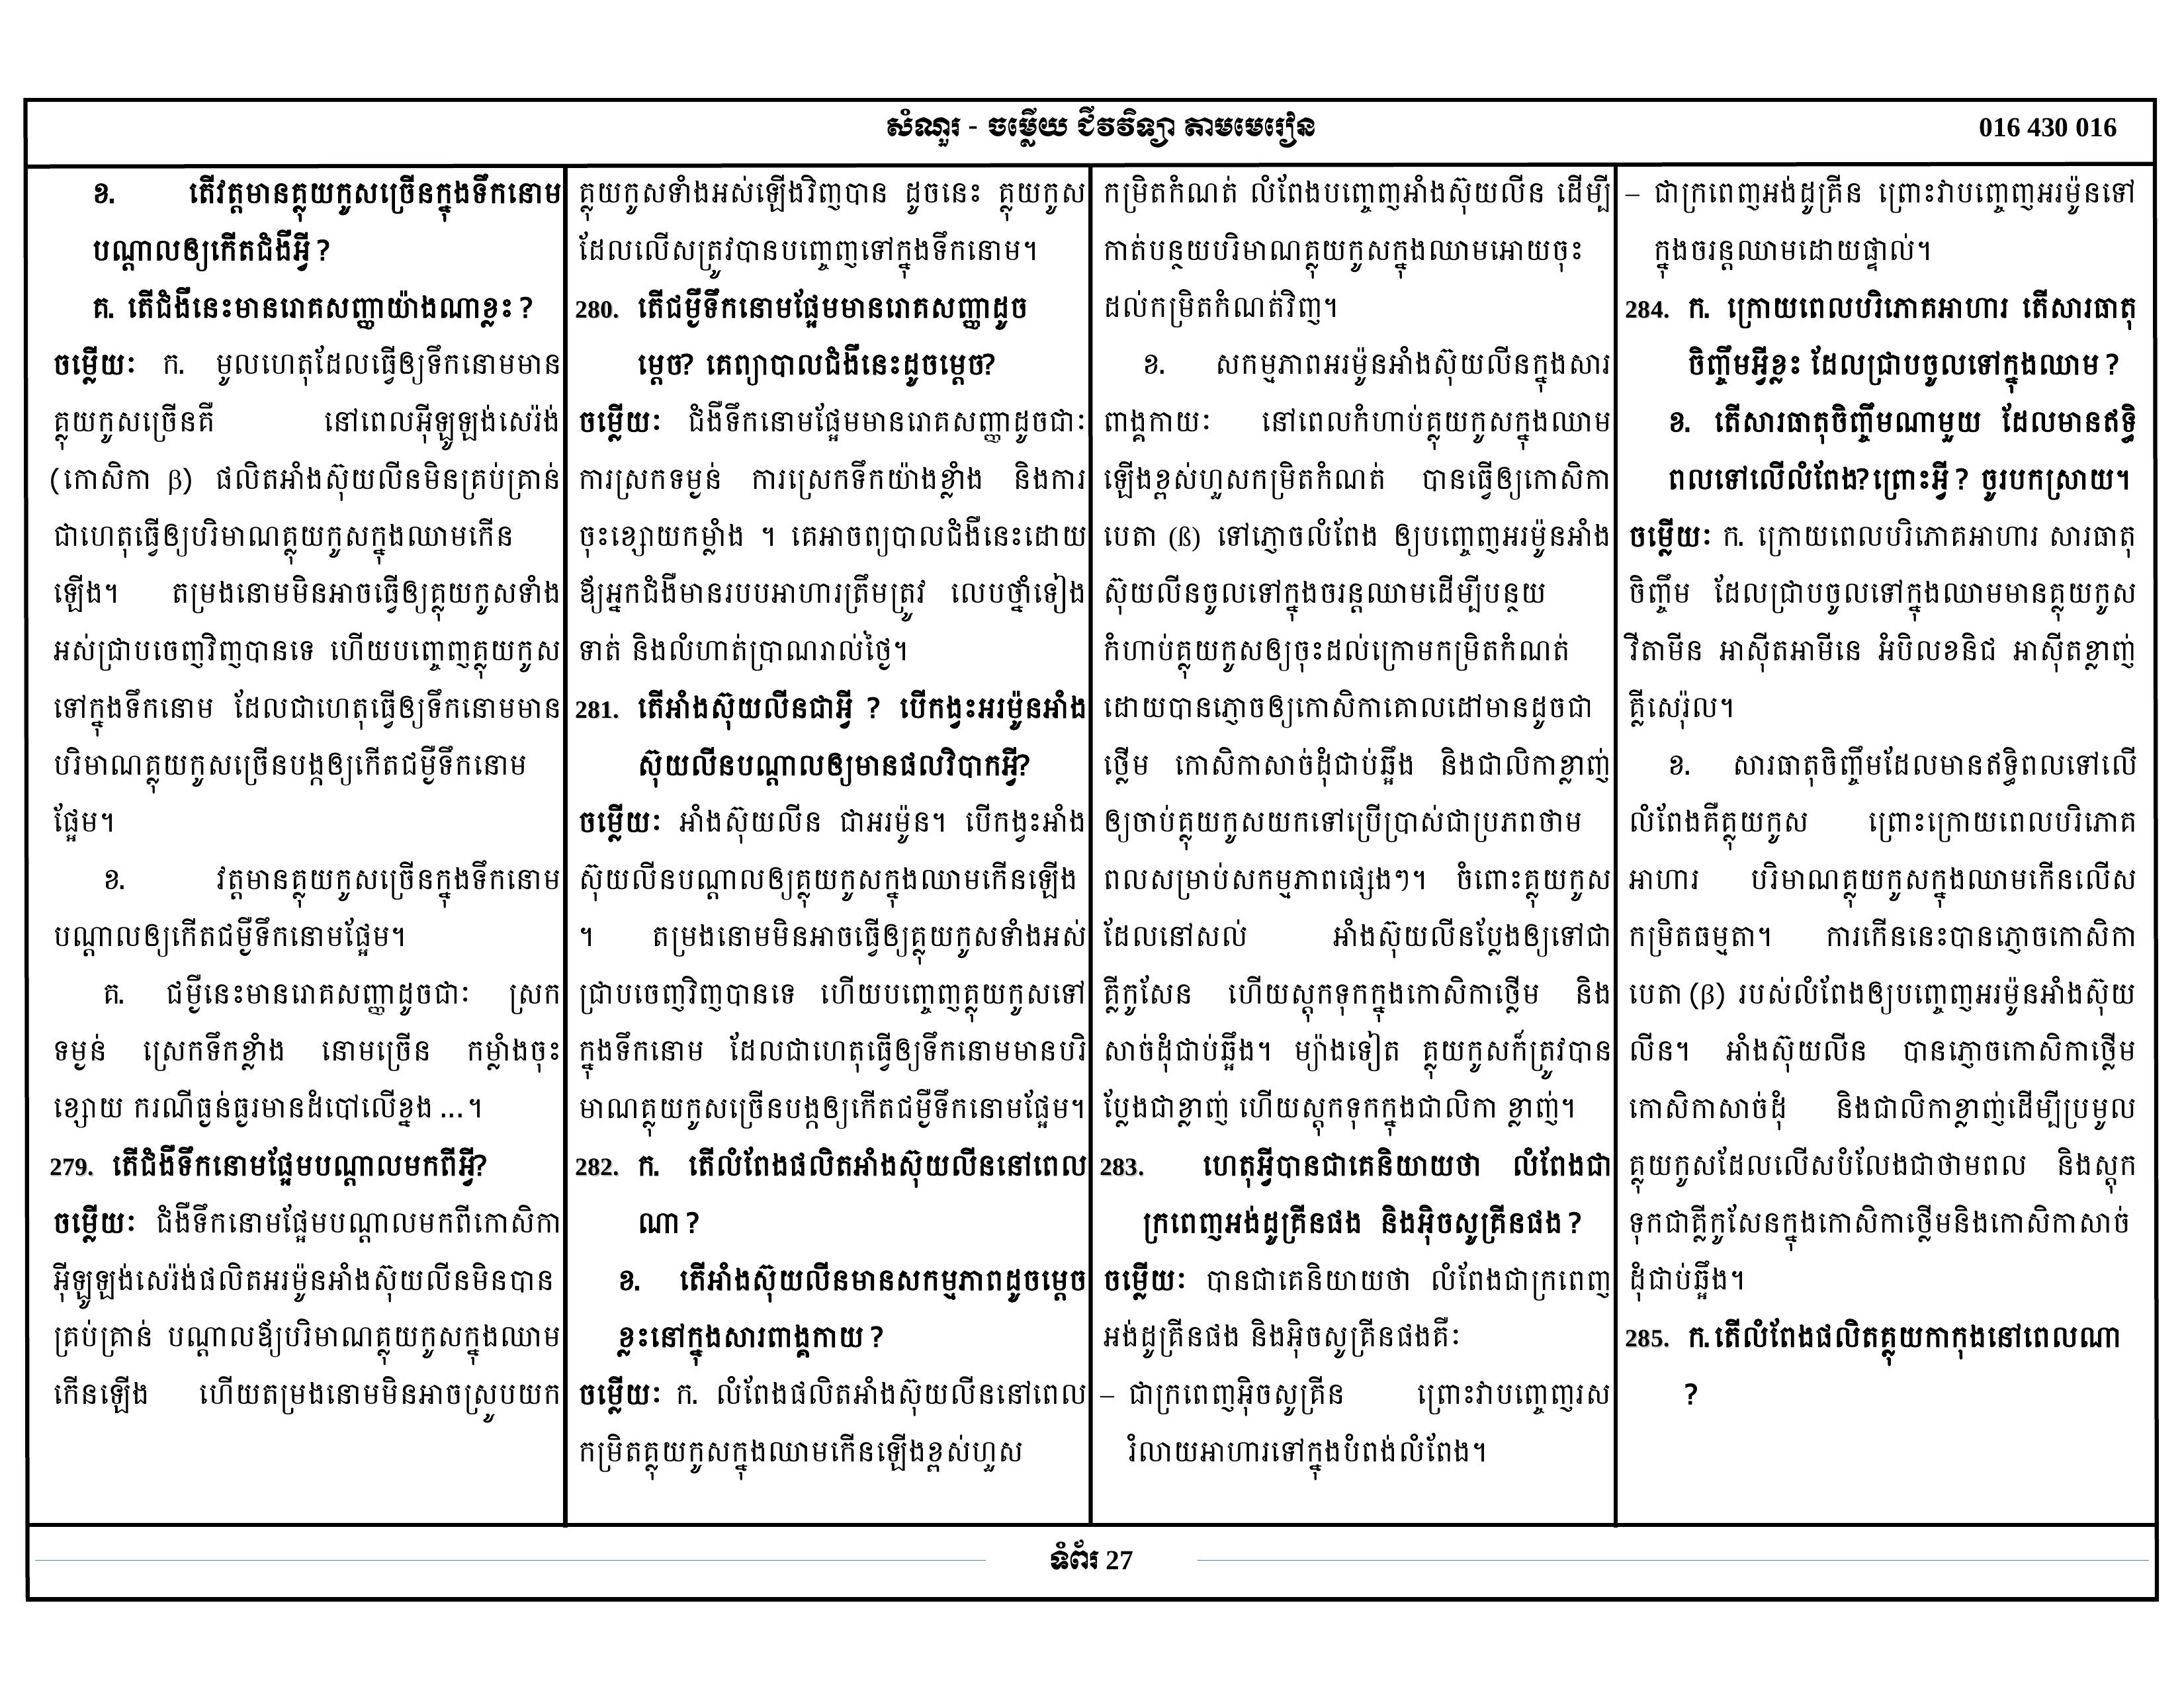 សំណួរ - ចម្លើយ ជីវវិទ្យា តាមមេរៀន
016 430 016
ខ. តើវត្តមានគ្លុយកូសច្រើនក្នុងទឹកនោម
បណ្តាលឲ្យកើតជំងឺអ្វី ?
គ. តើជំងឺនេះមានរោគសញ្ញាយ៉ាងណាខ្លះ ?
ចម្លើយៈ ក. មូលហេតុដែលធ្វើឲ្យទឹកនោមមាន
គ្លុយកូសច្រើនគឺ នៅពេលអ៊ីឡូឡង់សេរ៉ង់
(កោសិកា β) ផលិតអាំងស៊ុយលីនមិនគ្រប់គ្រាន់
ជាហេតុធ្វើឲ្យបរិមាណគ្លុយកូសក្នុងឈាមកើន
ឡើង។ តម្រងនោមមិនអាចធ្វើឲ្យគ្លុយកូសទាំង
អស់ជ្រាបចេញវិញបានទេ ហើយបញ្ចេញគ្លុយកូស
ទៅក្នុងទឹកនោម ដែលជាហេតុធ្វើឲ្យទឹកនោមមាន
បរិមាណគ្លុយកូសច្រើនបង្កឲ្យកើតជម្ងឺទឹកនោម
ផ្អែម។
ខ. វត្តមានគ្លុយកូសច្រើនក្នុងទឹកនោម
បណ្តាលឲ្យកើតជម្ងឺទឹកនោមផ្អែម។
គ. ជម្ងឺនេះមានរោគសញ្ញាដូចជាៈ ស្រក
ទម្ងន់ ស្រេកទឹកខ្លាំង នោមច្រើន កម្លាំងចុះ
ខ្សោយ ករណីធ្ងន់ធ្ងរមានដំបៅលើខ្នង ...។
279. តើជំងឺទឹកនោមផ្អែមបណ្តាលមកពីអ្វី?
ចម្លើយៈ ជំងឺទឹកនោមផ្អែមបណ្តាលមកពីកោសិកា
អ៊ីឡូឡង់សេរ៉ង់ផលិតអរម៉ូនអាំងស៊ុយលីនមិនបាន
គ្រប់គ្រាន់ បណ្តាលឱ្យបរិមាណគ្លុយកូសក្នុងឈាម
កើនឡើង ហើយតម្រងនោមមិនអាចស្រូបយក
គ្លុយកូសទាំងអស់ឡើងវិញបាន ដូចនេះ គ្លុយកូស
ដែលលើសត្រូវបានបញ្ចេញទៅក្នុងទឹកនោម។
280. តើជម្ងឺទឹកនោមផ្អែមមានរោគសញ្ញាដូច
ម្តេច? គេព្យាបាលជំងឺនេះដូចម្តេច?
ចម្លើយៈ ជំងឺទឹកនោមផ្អែមមានរោគសញ្ញាដូចជាៈ
ការស្រកទម្ងន់ ការស្រេកទឹកយ៉ាងខ្លាំង និងការ
ចុះខ្សោយកម្លាំង ។ គេអាចព្យបាលជំងឺនេះដោយ
ឱ្យអ្នកជំងឺមានរបបអាហារត្រឹមត្រូវ លេបថ្នាំទៀង
ទាត់ និងលំហាត់ប្រាណរាល់ថ្ងៃ។
281. តើអាំងស៊ុយលីនជាអ្វី ? បើកង្វះអរម៉ូនអាំង
ស៊ុយលីនបណ្តាលឲ្យមានផលវិបាកអ្វី?
ចម្លើយៈ អាំងស៊ុយលីន ជាអរម៉ូន។ បើកង្វះអាំង
ស៊ុយលីនបណ្តាលឲ្យគ្លុយកូសក្នុងឈាមកើនឡើង
។ តម្រងនោមមិនអាចធ្វើឲ្យគ្លុយកូសទាំងអស់
ជ្រាបចេញវិញបានទេ ហើយបញ្ចេញគ្លុយកូសទៅ
ក្នុងទឹកនោម ដែលជាហេតុធ្វើឲ្យទឹកនោមមានបរិ
មាណគ្លុយកូសច្រើនបង្កឲ្យកើតជម្ងឺទឹកនោមផ្អែម។
282. ក. តើលំពែងផលិតអាំងស៊ុយលីននៅពេល
ណា ?
ខ. តើអាំងស៊ុយលីនមានសកម្មភាពដូចម្តេច
ខ្លះនៅក្នុងសារពាង្គកាយ ?
ចម្លើយៈ ក. លំពែងផលិតអាំងស៊ុយលីននៅពេល
កម្រិតគ្លុយកូសក្នុងឈាមកើនឡើងខ្ពស់ហួស
កម្រិតកំណត់ លំពែងបញ្ចេញអាំងស៊ុយលីន ដើម្បី
កាត់បន្ថយបរិមាណគ្លុយកូសក្នុងឈាមអោយចុះ
ដល់កម្រិតកំណត់វិញ។
ខ. សកម្មភាពអរម៉ូនអាំងស៊ុយលីនក្នុងសារ
ពាង្គកាយៈ នៅពេលកំហាប់គ្លុយកូសក្នុងឈាម
ឡើងខ្ពស់ហួសកម្រិតកំណត់ បានធ្វើឲ្យកោសិកា
បេតា (ß) ទៅភ្ញោចលំពែង ឲ្យបញ្ចេញអរម៉ូនអាំង
ស៊ុយលីនចូលទៅក្នុងចរន្តឈាមដើម្បីបន្ថយ
កំហាប់គ្លុយកូសឲ្យចុះដល់ក្រោមកម្រិតកំណត់
ដោយបានភ្ញោចឲ្យកោសិកាគោលដៅមានដូចជា
ថ្លើម កោសិកាសាច់ដុំជាប់ឆ្អឹង និងជាលិកាខ្លាញ់
ឲ្យចាប់គ្លុយកូសយកទៅប្រើប្រាស់ជាប្រភពថាម
ពលសម្រាប់សកម្មភាពផ្សេងៗ។ ចំពោះគ្លុយកូស
ដែលនៅសល់ អាំងស៊ុយលីនប្លែងឲ្យទៅជា
គ្លីកូសែន ហើយស្តុកទុកក្នុងកោសិកាថ្លើម និង
សាច់ដុំជាប់ឆ្អឹង។ ម្យ៉ាងទៀត គ្លុយកូសក៏ត្រូវបាន
ប្លែងជាខ្លាញ់ ហើយស្តុកទុកក្នុងជាលិកា ខ្លាញ់។
283. ហេតុអ្វីបានជាគេនិយាយថា លំពែងជា
ក្រពេញអង់ដូគ្រីនផង និងអ៊ិចសូគ្រីនផង ?
ចម្លើយៈ បានជាគេនិយាយថា លំពែងជាក្រពេញ
អង់ដូគ្រីនផង និងអ៊ិចសូគ្រីនផងគឺៈ
– ជាក្រពេញអ៊ិចសូគ្រីន ព្រោះវាបញ្ចេញរស
រំលាយអាហារទៅក្នុងបំពង់លំពែង។
– ជាក្រពេញអង់ដូគ្រីន ព្រោះវាបញ្ចេញអរម៉ូនទៅ
ក្នុងចរន្តឈាមដោយផ្ទាល់។
284. ក. ក្រោយពេលបរិភោគអាហារ តើសារធាតុ
ចិញ្ចឹមអ្វីខ្លះ ដែលជ្រាបចូលទៅក្នុងឈាម ?
ខ. តើសារធាតុចិញ្ចឹមណាមួយ ដែលមានឥទ្ធិ
ពលទៅលើលំពែង?ព្រោះអ្វី ? ចូរបកស្រាយ។
ចម្លើយៈ ក. ក្រោយពេលបរិភោគអាហារ សារធាតុ
ចិញ្ចឹម ដែលជ្រាបចូលទៅក្នុងឈាមមានគ្លុយកូស
វីតាមីន អាស៊ីតអាមីនេ អំបិលខនិជ អាស៊ីតខ្លាញ់
គ្លីសេរ៉ុល។
ខ. សារធាតុចិញ្ចឹមដែលមានឥទ្ធិពលទៅលើ
លំពែងគឺគ្លុយកូស ព្រោះក្រោយពេលបរិភោគ
អាហារ បរិមាណគ្លុយកូសក្នុងឈាមកើនលើស
កម្រិតធម្មតា។ ការកើននេះបានភ្ញោចកោសិកា
បេតា (β) របស់លំពែងឲ្យបញ្ចេញអរម៉ូនអាំងស៊ុយ
លីន។ អាំងស៊ុយលីន បានភ្ញោចកោសិកាថ្លើម
កោសិកាសាច់ដុំ និងជាលិកាខ្លាញ់ដើម្បីប្រមូល
គ្លុយកូសដែលលើសបំលែងជាថាមពល និងស្តុក
ទុកជាគ្លីកូសែនក្នុងកោសិកាថ្លើមនិងកោសិកាសាច់
ដុំជាប់ឆ្អឹង។
285. ក. តើលំពែងផលិតគ្លុយកាកុងនៅពេលណា
?
ទំព័រ 27